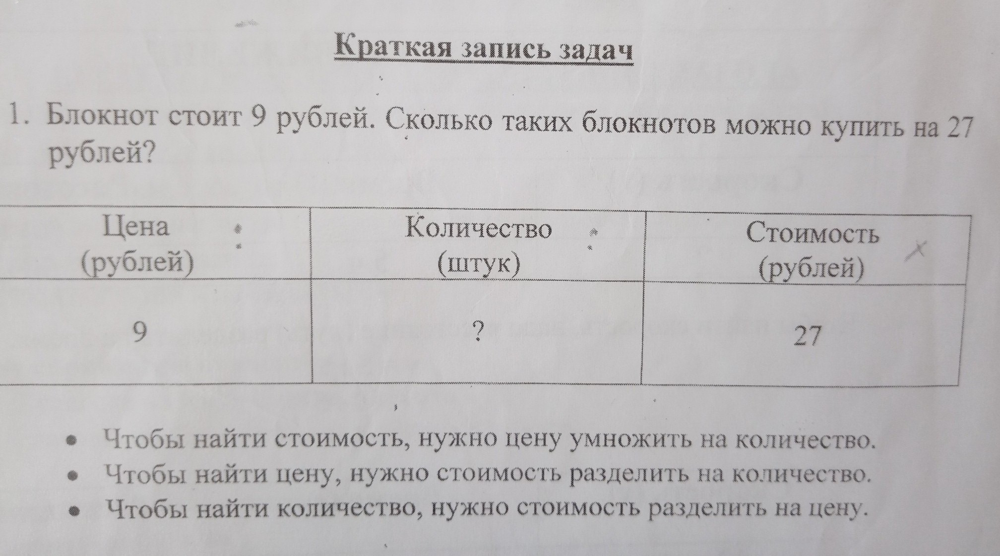 Краткая запись задач
1. Блокнот стоит 9 рублей. Сколько таких блокнотов можно купить на 27
рублей?
Цена : Количество : Стоимость x
(рублей) (штук) (рублей)
9 ? 27
• Чтобы найти стоимость, нужно цену умножить на количество.
• Чтобы найти цену, нужно стоимость разделить на количество.
• Чтобы найти количество, нужно стоимость разделить на цену.